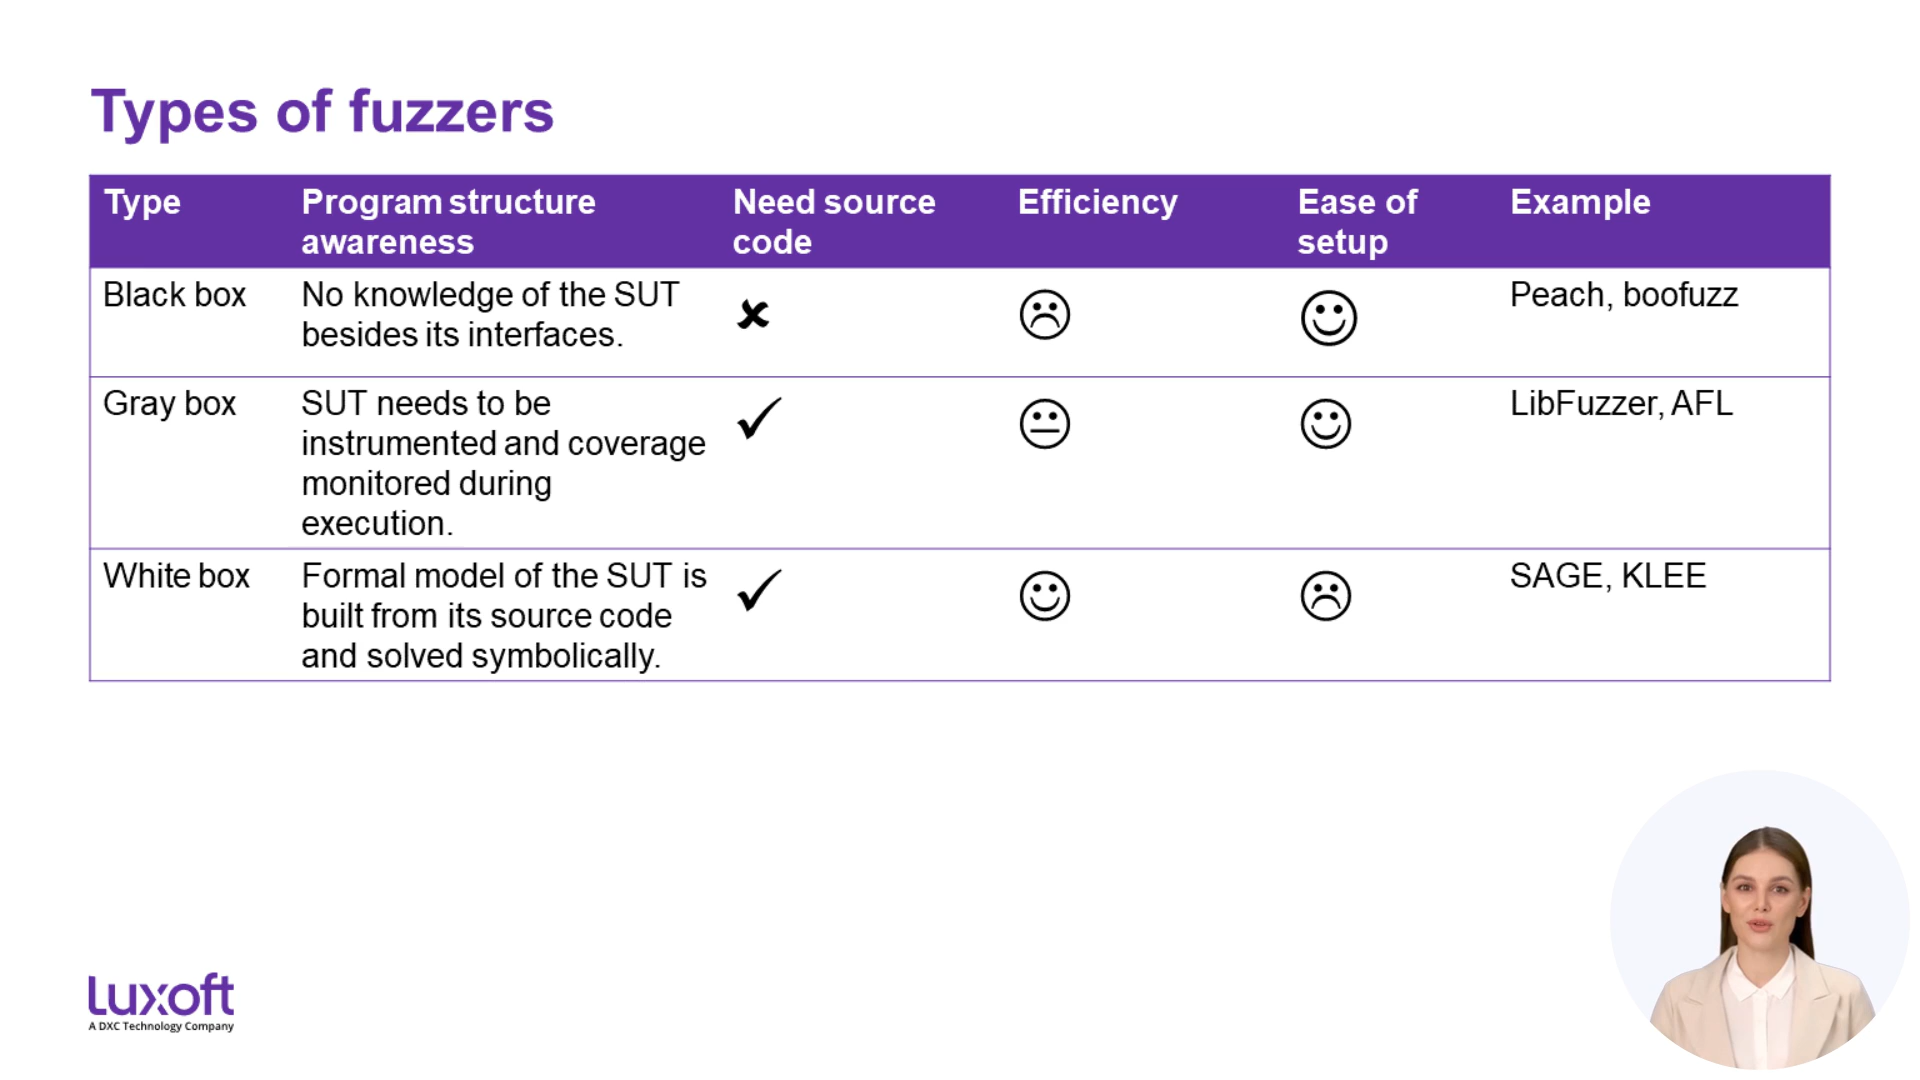 Types of fuzzers
Type
Program structure
awareness
Need source
code
Efficiency
Ease of
setup
Example
Black box
No knowledge of the SUT
besides its interfaces.
Peach, boofuzz
Gray box
SUT needs to be
instrumented and coverage
monitored during
execution.
LibFuzzer, AFL
White box
Formal model of the SUT is
built from its source code
and solved symbolically.
SAGE, KLEE
Luxoft
A DXC Technology Company